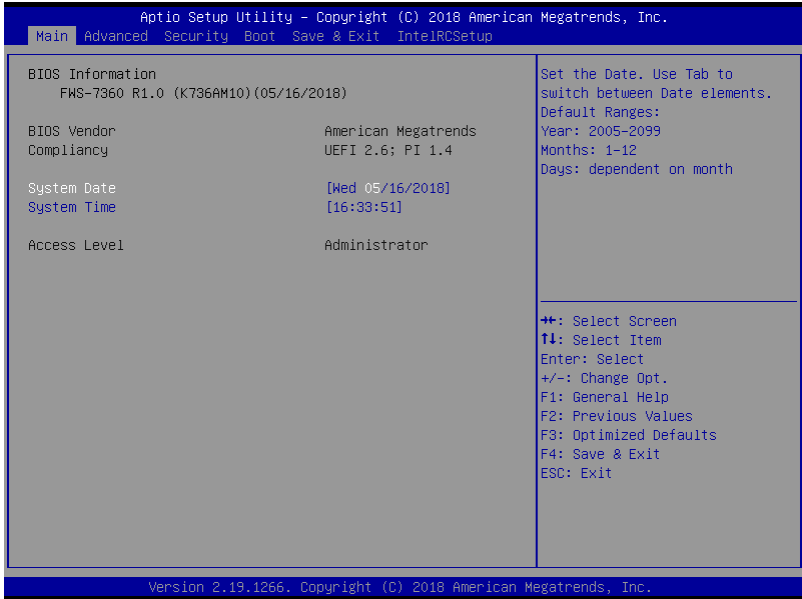 Aptio Setup Utility – Copyright (C) 2018 American Megatrends, Inc.
Main Advanced Security Boot Save & Exit IntelRCSetup
BIOS Information
FWS-7360 R1.0 (K736AM10)(05/16/2018)
BIOS Vendor American Megatrends
Compliancy UEFI 2.6; PI 1.4
System Date [Wed 05/16/2018]
System Time [16:33:51]
Access Level Administrator
Set the Date. Use Tab to
switch between Date elements.
Default Ranges:
Year: 2005-2099
Months: 1-12
Days: dependent on month
→←: Select Screen
↑↓: Select Item
Enter: Select
+/-: Change Opt.
F1: General Help
F2: Previous Values
F3: Optimized Defaults
F4: Save & Exit
ESC: Exit
Version 2.19.1266. Copyright (C) 2018 American Megatrends, Inc.